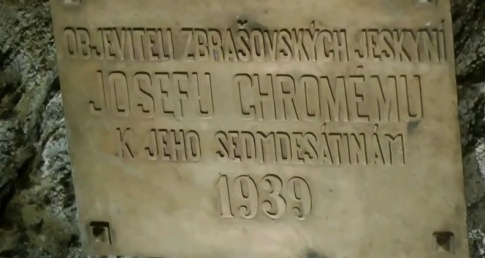 OBJEVITELI ZBRAŠOVSKÝCH JESKYNÍ
JOSEFU CHROMÉMU
K JEHO SEDMDESÁTINÁM
1939